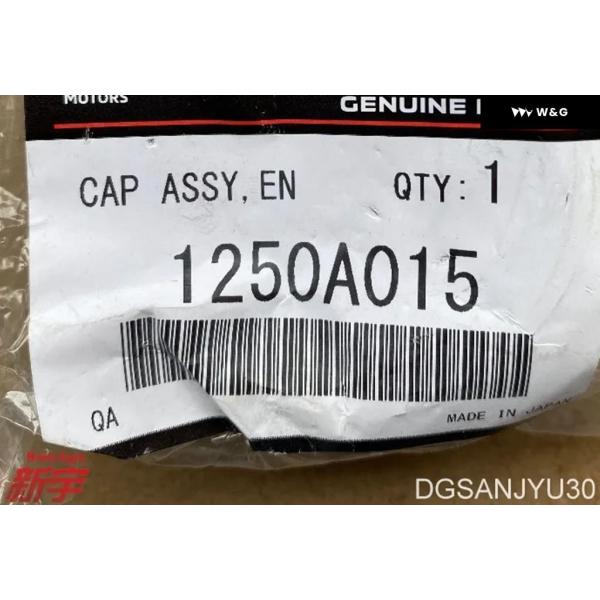 MOTORS
GENUINE
W&G
CAP ASSY, EN QTY: 1
1250A015
QA
MADE IN JAPAN
新宇
DGSANJYU30